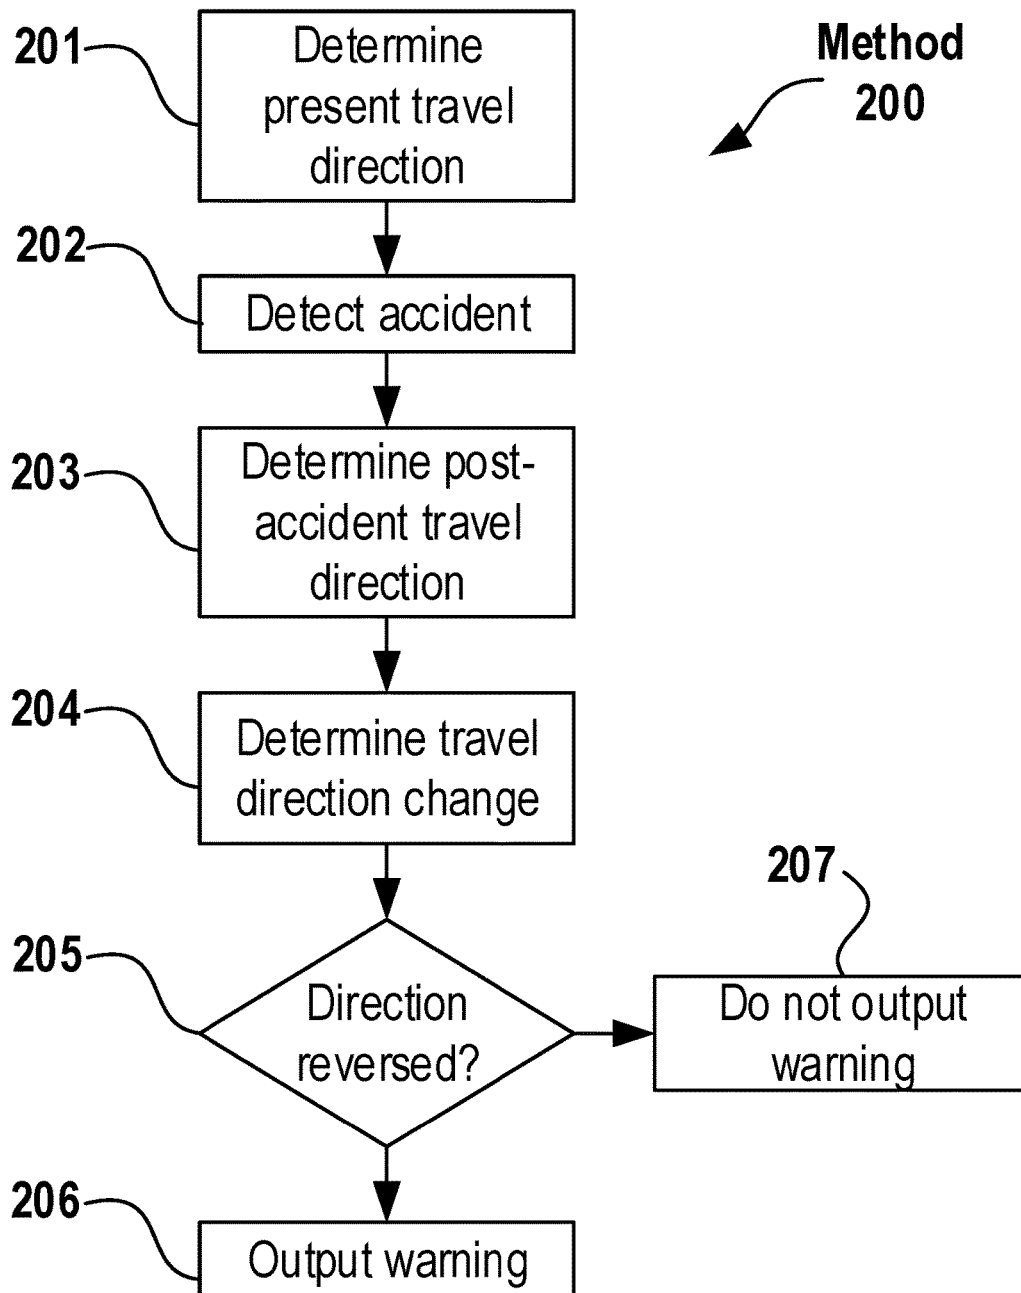 201
Determine
present travel
direction
Method
200
202
Detect accident
203
Determine post-
accident travel
direction
204
Determine travel
direction change
205
Direction
reversed?
207
Do not output
warning
206
Output warning